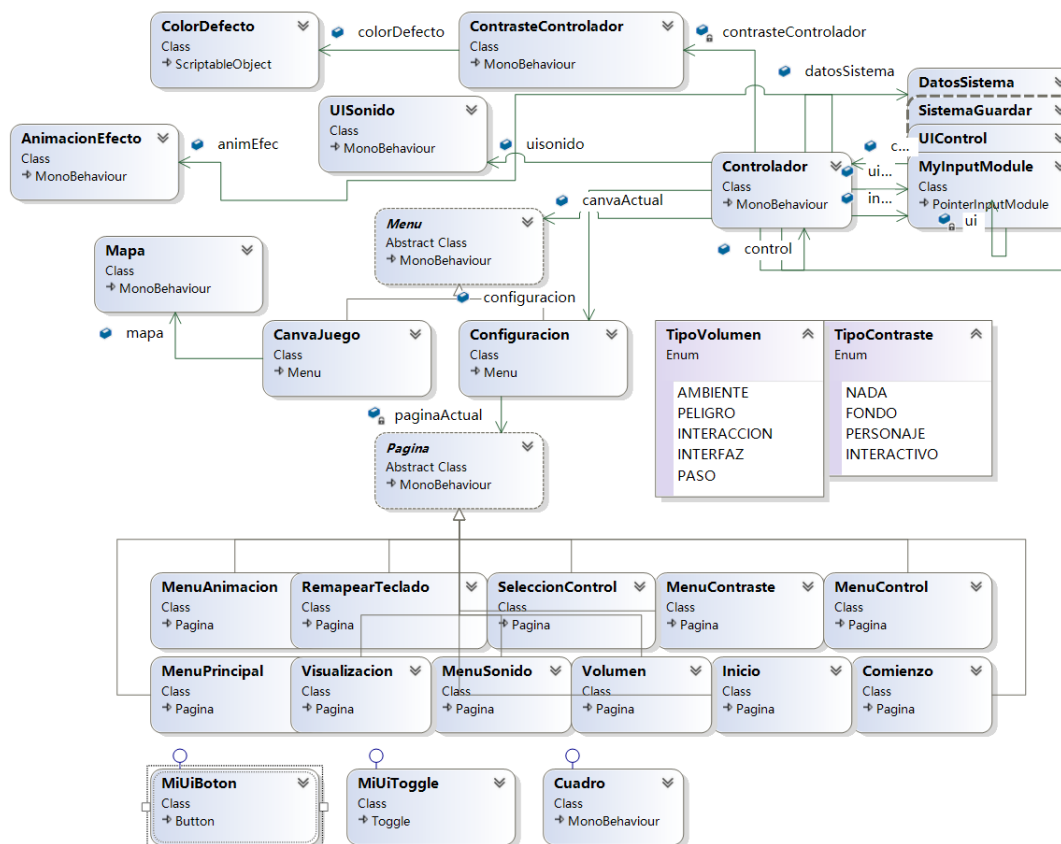 ColorDefecto
Class
ScriptableObject
colorDefecto
ContrasteControlador
Class
MonoBehaviour
contrasteControlador
datosSistema
DatosSistema
SistemaGuardar
UIControl
MyInputModule
Class
PointerInputModule
UISonido
Class
MonoBehaviour
uisonido
AnimacionEfecto
Class
MonoBehaviour
animEfec
Controlador
Class
MonoBehaviour
c...
ui...
in...
ui
canvaActual
control
Menu
Abstract Class
MonoBehaviour
Mapa
Class
MonoBehaviour
configuracion
mapa
CanvaJuego
Class
Menu
Configuracion
Class
Menu
TipoVolumen
Enum
AMBIENTE
PELIGRO
INTERACCION
INTERFAZ
PASO
TipoContraste
Enum
NADA
FONDO
PERSONAJE
INTERACTIVO
paginaActual
Pagina
Abstract Class
MonoBehaviour
MenuAnimacion
Class
Pagina
RemapearTeclado
Class
Pagina
SeleccionControl
Class
Pagina
MenuContraste
Class
Pagina
MenuControl
Class
Pagina
MenuPrincipal
Class
Pagina
Visualizacion
Class
Pagina
MenuSonido
Class
Pagina
Volumen
Class
Pagina
Inicio
Class
Pagina
Comienzo
Class
Pagina
MiUiBoton
Class
Button
MiUiToggle
Class
Toggle
Cuadro
Class
MonoBehaviour